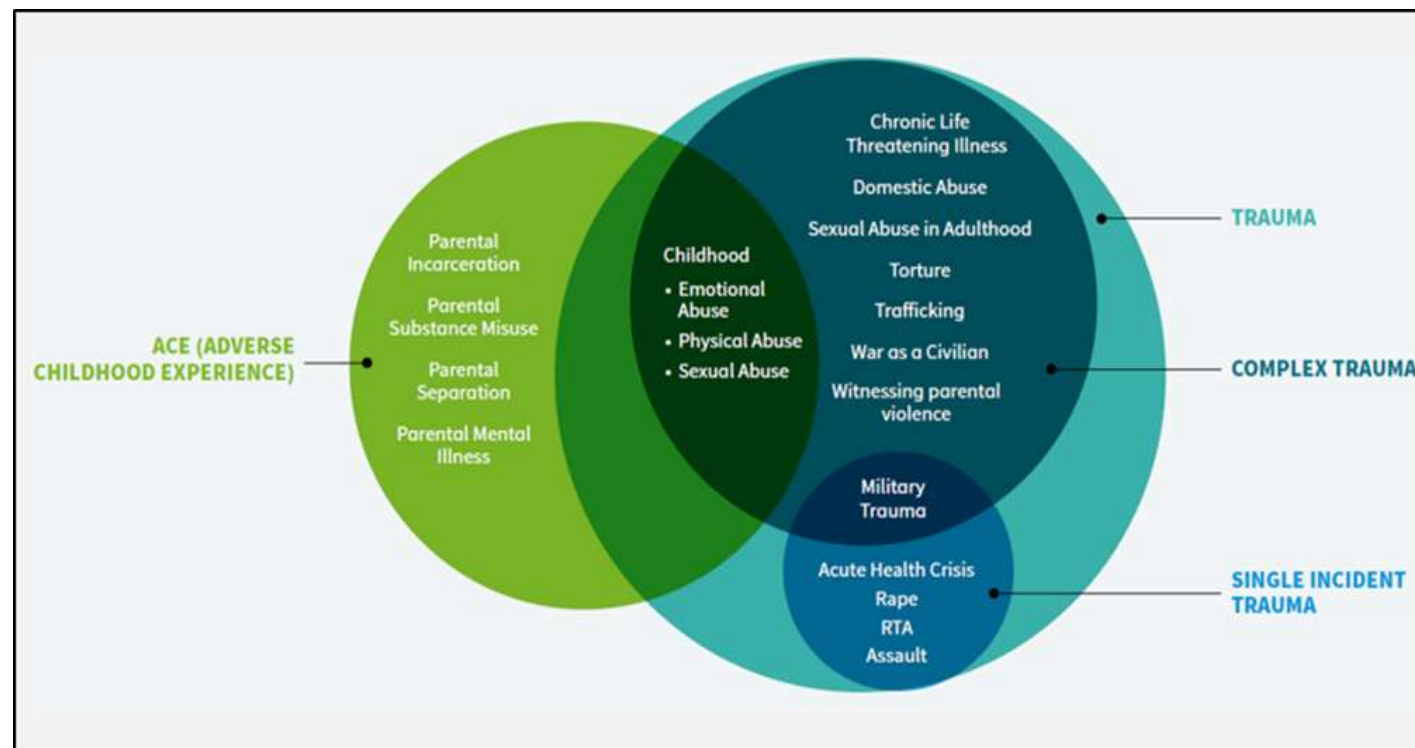 ACE (ADVERSE
CHILDHOOD EXPERIENCE)
Parental
Incarceration
Parental
Substance Misuse
Parental
Separation
Parental Mental
Illness
Childhood
• Emotional
Abuse
• Physical Abuse
• Sexual Abuse
Chronic Life
Threatening Illness
Domestic Abuse
Sexual Abuse in Adulthood
Torture
Trafficking
War as a Civilian
Witnessing parental
violence
Military
Trauma
Acute Health Crisis
Rape
RTA
Assault
TRAUMA
COMPLEX TRAUMA
SINGLE INCIDENT
TRAUMA